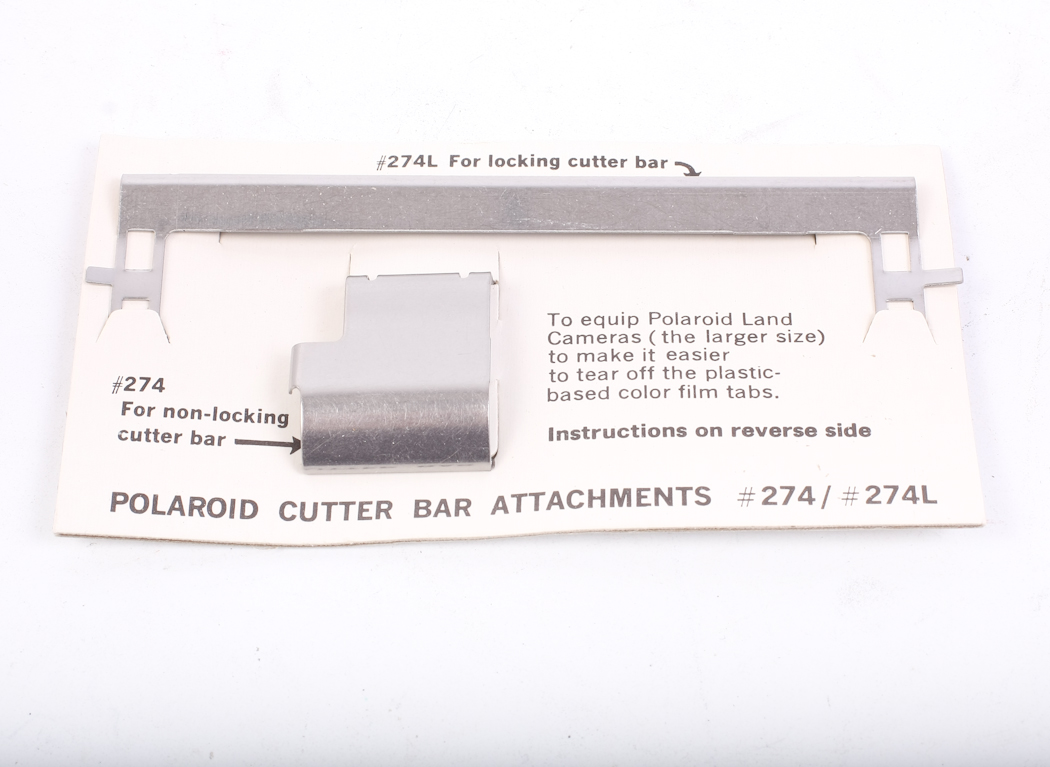 #274L For locking cutter bar
To equip Polaroid Land
Cameras (the larger size)
to make it easier
to tear off the plastic-
based color film tabs.
Instructions on reverse side
#274
For non-locking
cutter bar
POLAROID CUTTER BAR ATTACHMENTS #274/#274L